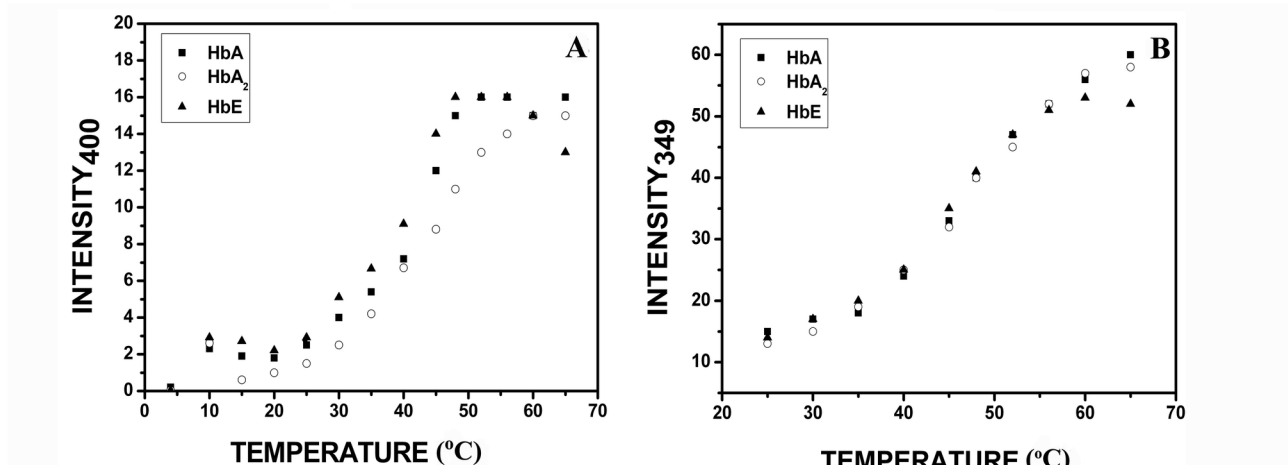 A
INTENSITY400
20
18
16
14
12
10
8
6
4
2
0
HbA
HbA2
HbE
0 10 20 30 40 50 60 70
TEMPERATURE (°C)
B
INTENSITY349
60
50
40
30
20
10
HbA
HbA2
HbE
20 30 40 50 60 70
TEMPERATURE (°C)